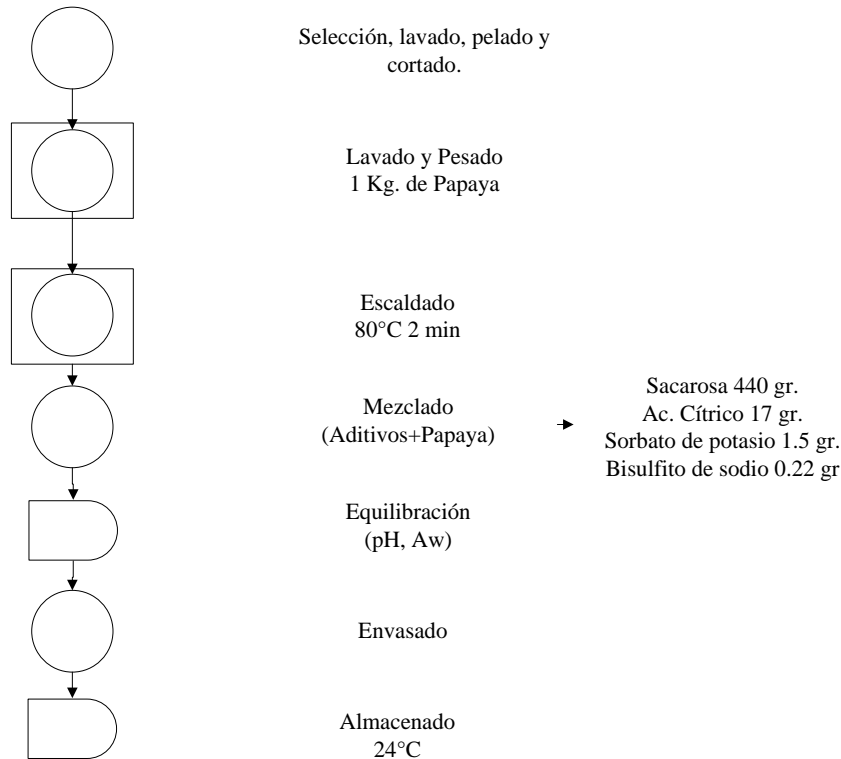 Selección, lavado, pelado y
cortado.
Lavado y Pesado
1 Kg. de Papaya
Escaldado
80°C 2 min
Mezclado
(Aditivos+Papaya)
Sacarosa 440 gr.
Ac. Cítrico 17 gr.
Sorbato de potasio 1.5 gr.
Bisulfito de sodio 0.22 gr
Equilibración
(pH, Aw)
Envasado
Almacenado
24°C